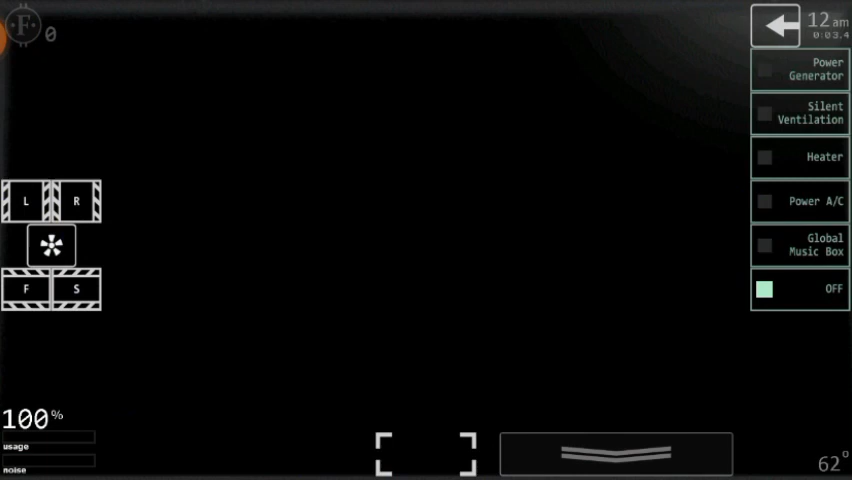 F 0
12 am
0:03.4
Power
Generator
Silent
Ventilation
Heater
L R
Power A/C
Global
Music Box
F S
OFF
100%
usage
noise
62°